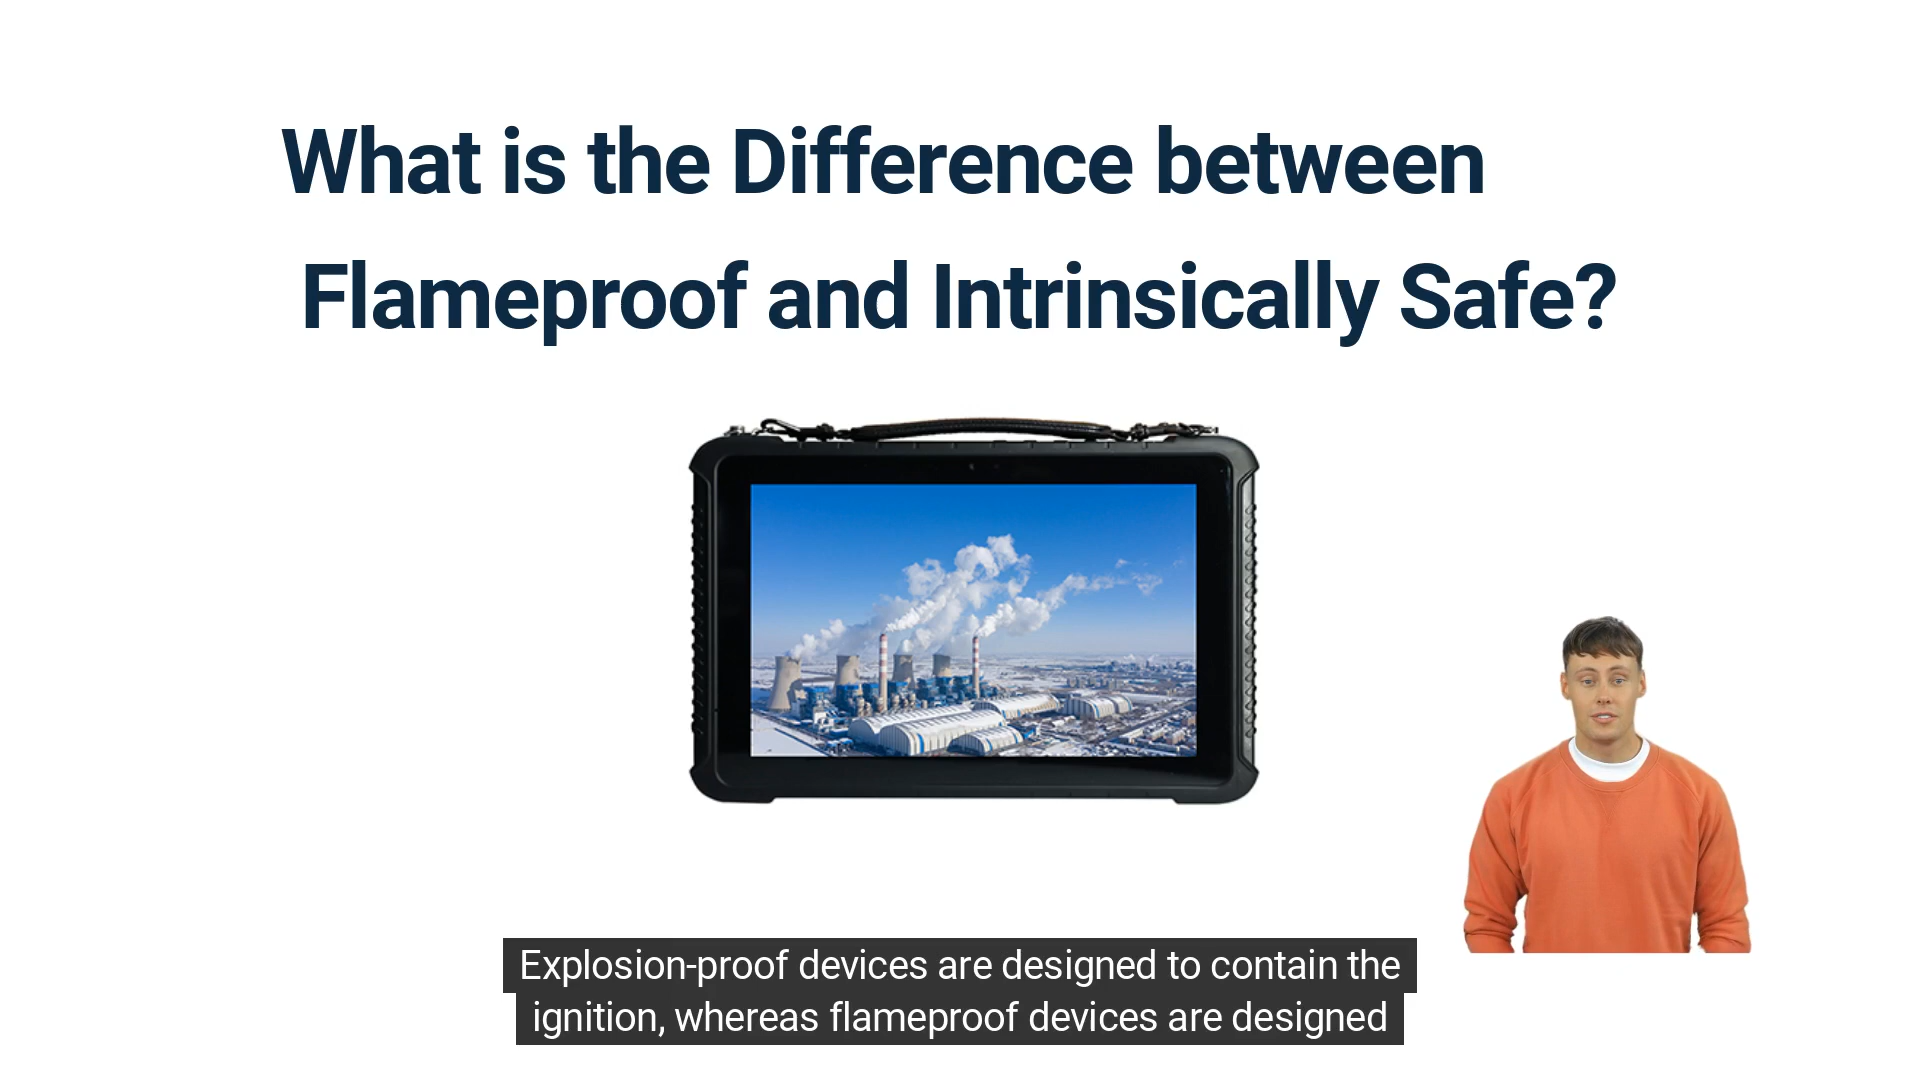 What is the Difference between
Flameproof and Intrinsically Safe?
Explosion-proof devices are designed to contain the
ignition, whereas flameproof devices are designed